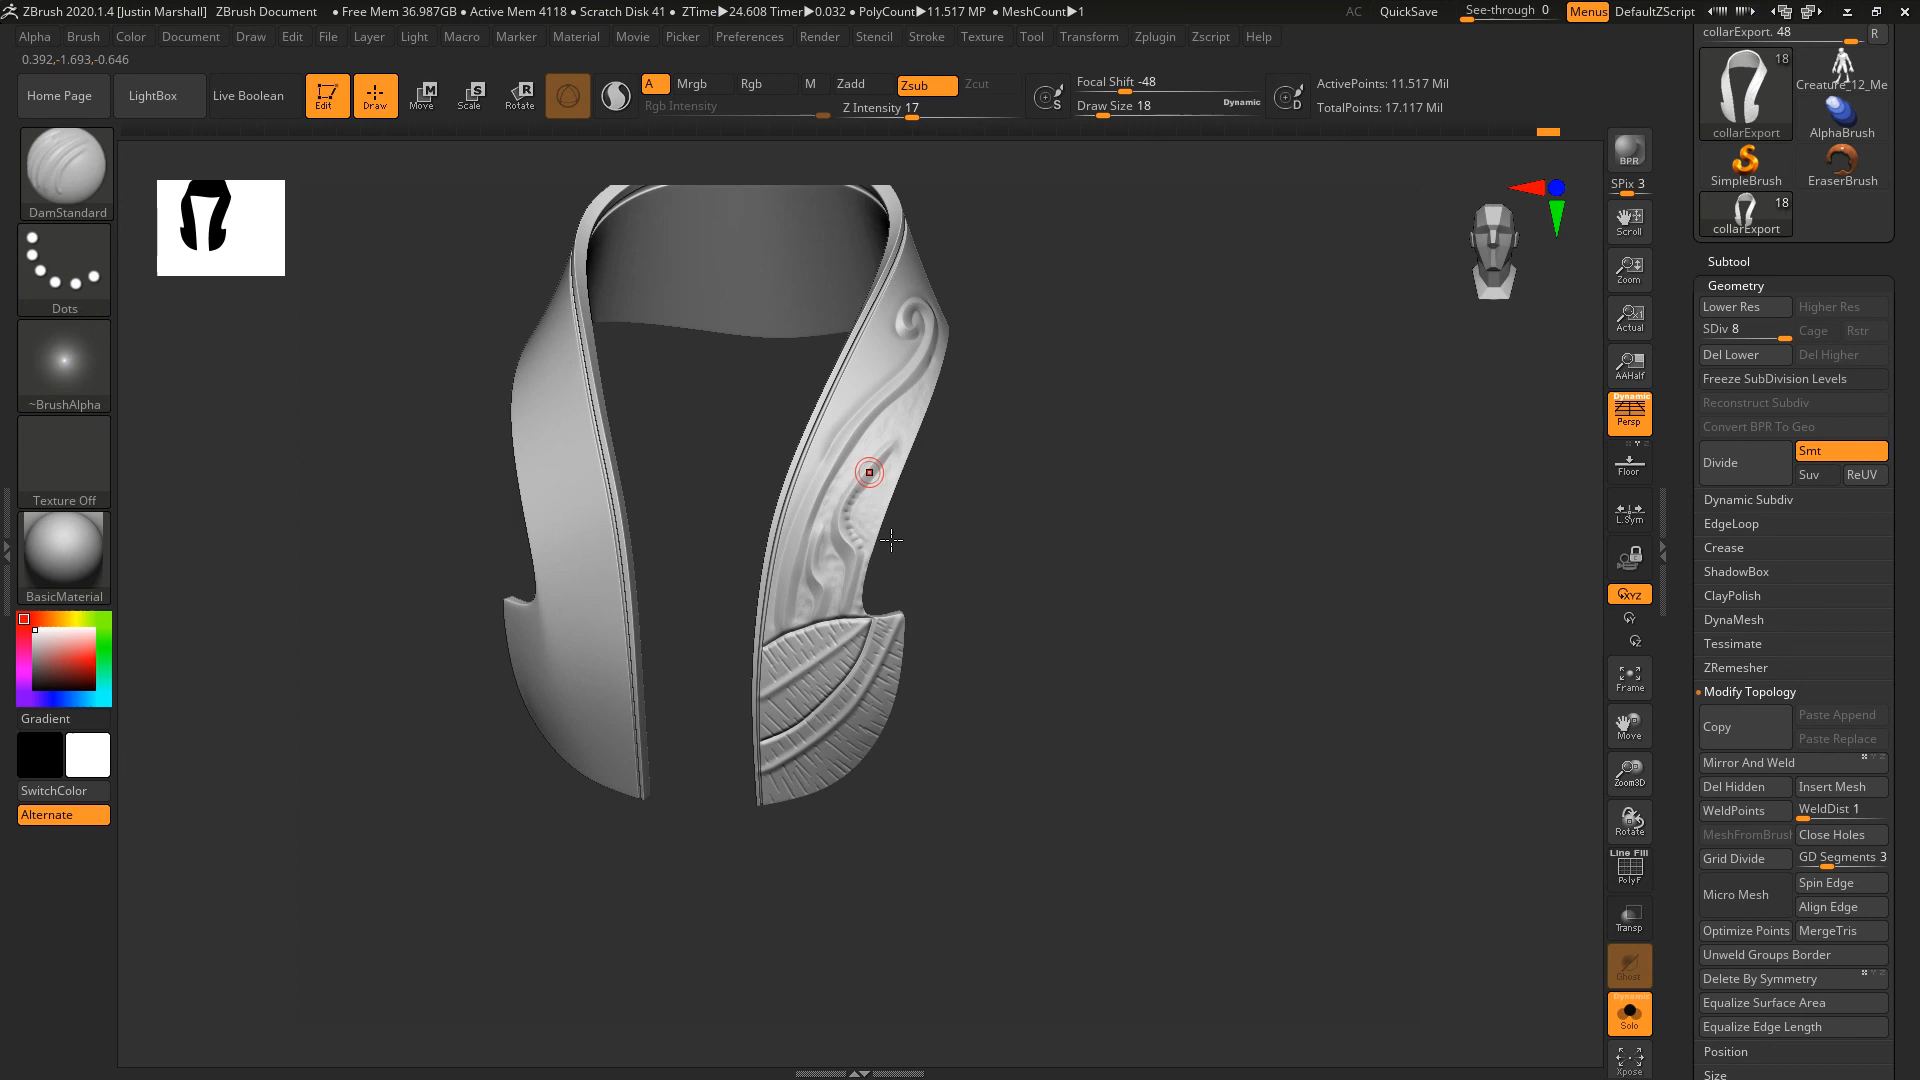 ZBrush 2020.1.4 [Justin Marshall] ZBrush Document ● Free Mem 36.987GB ● Active Mem 4118 ● Scratch Disk 41 ● ZTime▶24.608 Timer▶0.032 ● PolyCount▶11.517 MP ● MeshCount▶1 AC QuickSave See-through 0 Menus DefaultZScript
Alpha Brush Color Document Draw Edit File Layer Light Macro Marker Material Movie Picker Preferences Render Stencil Stroke Texture Tool Transform Zplugin Zscript Help
0.392,-1.693,-0.646
Home Page LightBox Live Boolean Edit Draw Move Scale Rotate
A Mrgb Rgb M Zadd Zsub Zcut
Rgb Intensity Z Intensity 17
Focal Shift -48
Draw Size 18 Dynamic
S
D
ActivePoints: 11.517 Mil
TotalPoints: 17.117 Mil
DamStandard
Dots
~BrushAlpha
Texture Off
BasicMaterial
Gradient
SwitchColor
Alternate
BPR
SPix 3
Scroll
Zoom
Actual
AAHalf
Dynamic
Persp
Floor
L.Sym
XYZ
Y
Z
Frame
Move
Zoom3D
Rotate
Line Fill
PolyF
Transp
Ghost
Dynamic
Solo
Xpose
collarExport. 48 R
18
collarExport
Creature_12_Me
AlphaBrush
SimpleBrush
EraserBrush
18
collarExport
Subtool
Geometry
Lower Res Higher Res
SDiv 8 Cage Rstr
Del Lower Del Higher
Freeze SubDivision Levels
Reconstruct Subdiv
Convert BPR To Geo
Divide Smt
Suv ReUV
Dynamic Subdiv
EdgeLoop
Crease
ShadowBox
ClayPolish
DynaMesh
Tessimate
ZRemesher
Modify Topology
Copy Paste Append
Paste Replace
Mirror And Weld
Del Hidden Insert Mesh
WeldPoints WeldDist 1
MeshFromBrush Close Holes
Grid Divide GD Segments 3
Micro Mesh Spin Edge
Align Edge
Optimize Points MergeTris
Unweld Groups Border
Delete By Symmetry
Equalize Surface Area
Equalize Edge Length
Position
Size